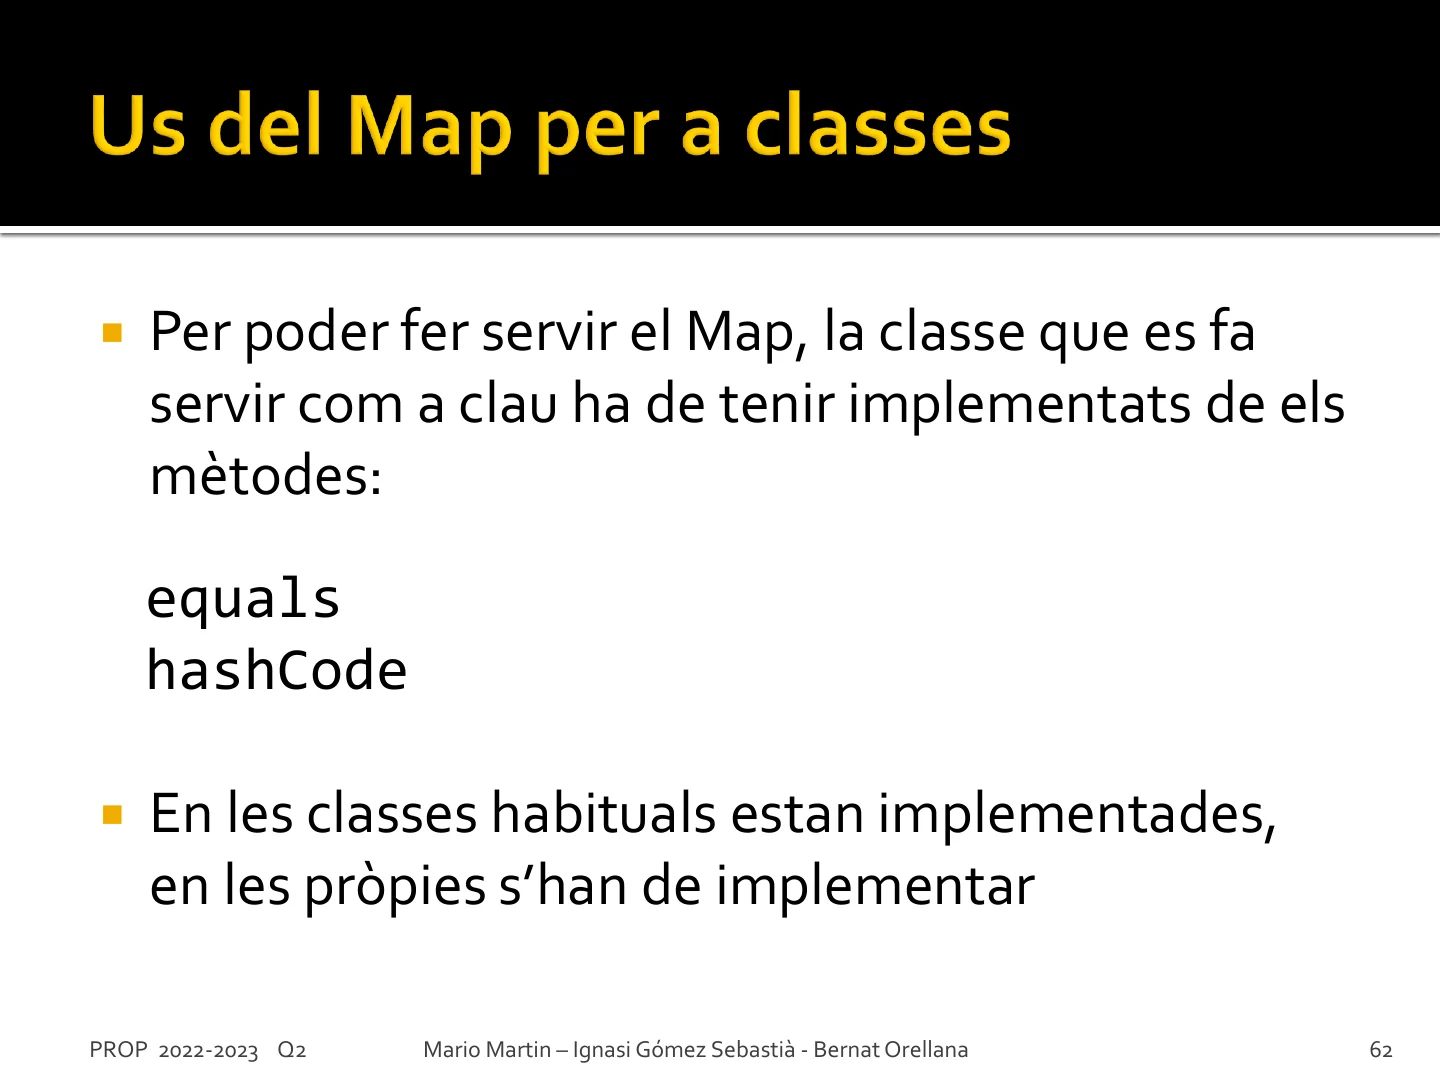 Us del Map per a classes
Per poder fer servir el Map, la classe que es fa
servir com a clau ha de tenir implementats de els
mètodes:
equals
hashCode
En les classes habituals estan implementades,
en les pròpies s’han de implementar
PROP 2022-2023 Q2 Mario Martin – Ignasi Gómez Sebastià - Bernat Orellana 62